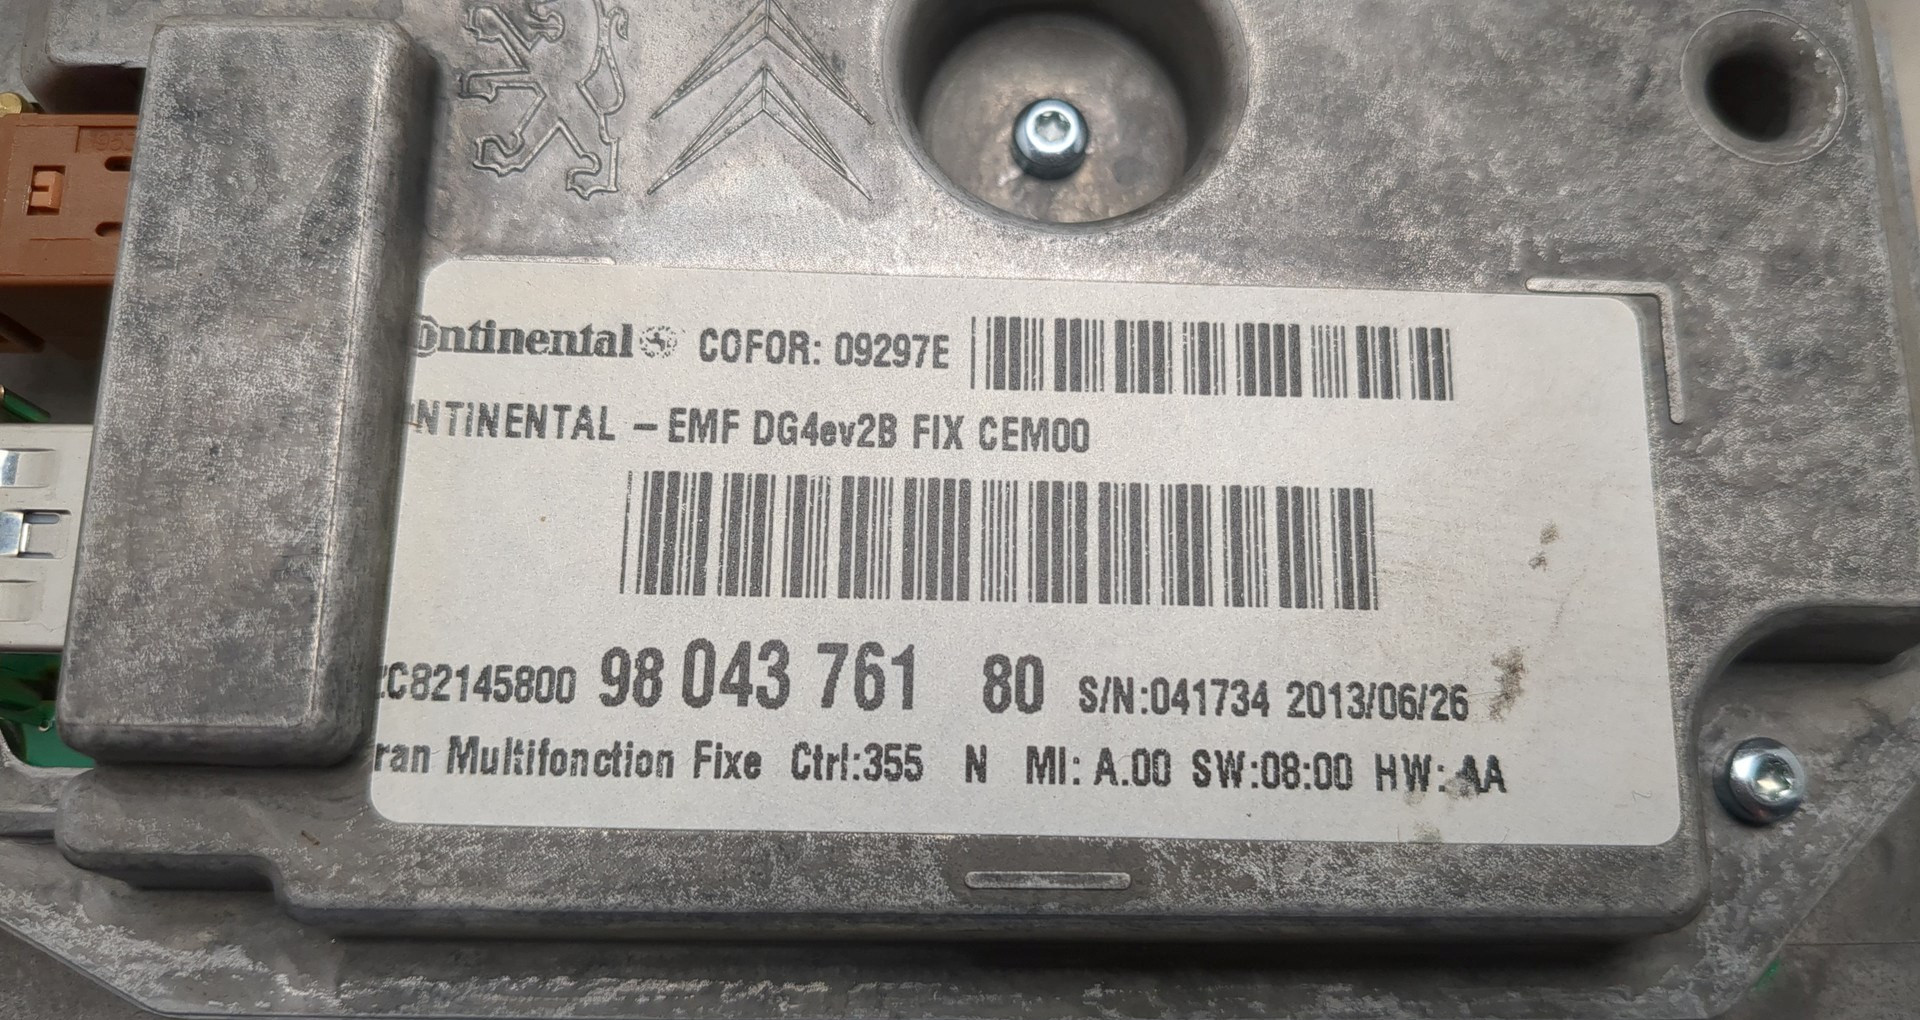 ontinental COFOR: 09297E
NTINENTAL - EMF DG4ev2B FIX CEM00
C82145800 98 043 761 80 S/N:041734 2013/06/26
ran Multifonction Fixe Ctrl:355 N MI: A.00 SW:08:00 HW: AA